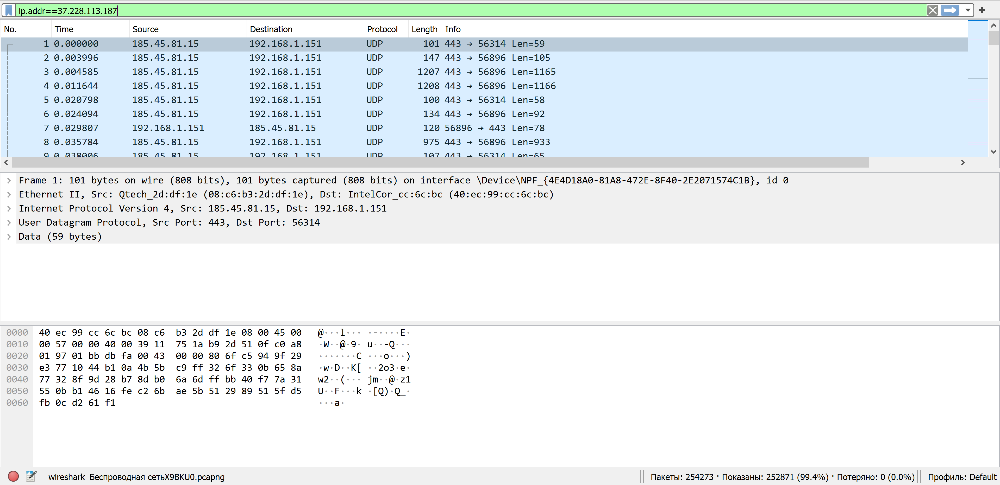 ip.addr==37.228.113.187
No. Time Source Destination Protocol Length Info
1 0.000000 185.45.81.15 192.168.1.151 UDP 101 443 → 56314 Len=59
2 0.003996 185.45.81.15 192.168.1.151 UDP 147 443 → 56896 Len=105
3 0.004585 185.45.81.15 192.168.1.151 UDP 1207 443 → 56896 Len=1165
4 0.011644 185.45.81.15 192.168.1.151 UDP 1208 443 → 56896 Len=1166
5 0.020798 185.45.81.15 192.168.1.151 UDP 100 443 → 56314 Len=58
6 0.024094 185.45.81.15 192.168.1.151 UDP 134 443 → 56896 Len=92
7 0.029807 192.168.1.151 185.45.81.15 UDP 120 56896 → 443 Len=78
8 0.035784 185.45.81.15 192.168.1.151 UDP 975 443 → 56896 Len=933
9 0.038006 185.45.81.15 192.168.1.151 UDP 107 443 → 56314 Len=65
Frame 1: 101 bytes on wire (808 bits), 101 bytes captured (808 bits) on interface \Device\NPF_{4E4D18A0-81A8-472E-8F40-2E2071574C1B}, id 0
Ethernet II, Src: Qtech_2d:df:1e (08:c6:b3:2d:df:1e), Dst: IntelCor_cc:6c:bc (40:ec:99:cc:6c:bc)
Internet Protocol Version 4, Src: 185.45.81.15, Dst: 192.168.1.151
User Datagram Protocol, Src Port: 443, Dst Port: 56314
Data (59 bytes)
0000 40 ec 99 cc 6c bc 08 c6 b3 2d df 1e 08 00 45 00 @···l··· ·-····E·
0010 00 57 00 00 40 00 39 11 75 1a b9 2d 51 0f c0 a8 ·W··@·9· u··-Q···
0020 01 97 01 bb db fa 00 43 00 00 80 6f c5 94 9f 29 ·······C ···o···)
0030 e3 77 10 44 b1 0a 4b 5b c9 ff 32 6f 33 0b 65 8a ·w·D··K[ ··2o3·e·
0040 77 32 8f 9d 28 b7 8d b0 6a 6d ff bb 40 f7 7a 31 w2··(··· jm··@·z1
0050 55 0b b1 46 16 fe c2 6b ae 5b 51 29 89 51 5f d5 U··F···k ·[Q)·Q_·
0060 fb 0c d2 61 f1 ···a·
wireshark_Беспроводная сетьX9BKU0.pcapng Пакеты: 254273 · Показаны: 252871 (99.4%) · Потеряно: 0 (0.0%) Профиль: Default